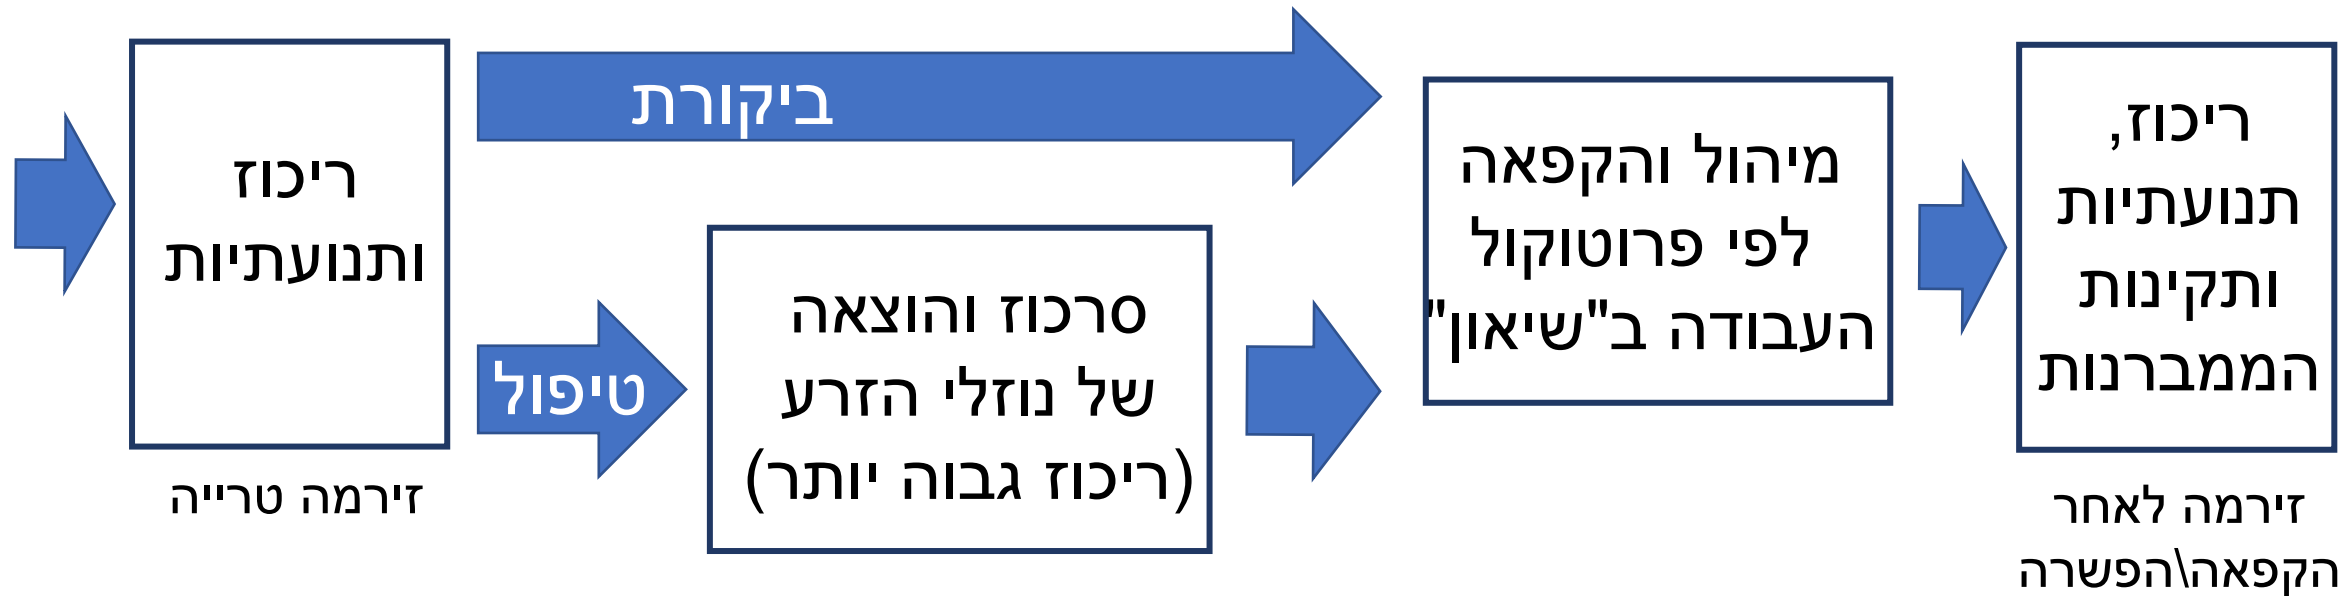 ריכוז
ותנועתיות
זירמה טרייה
ביקורת
טיפול
סרכוז והוצאה
של נוזלי הזרע
(ריכוז גבוה יותר)
מיהול והקפאה
לפי פרוטוקול
העבודה ב"שיאון"
ריכוז,
תנועתיות
ותקינות
הממברנות
זירמה לאחר
הקפאה\הפשרה